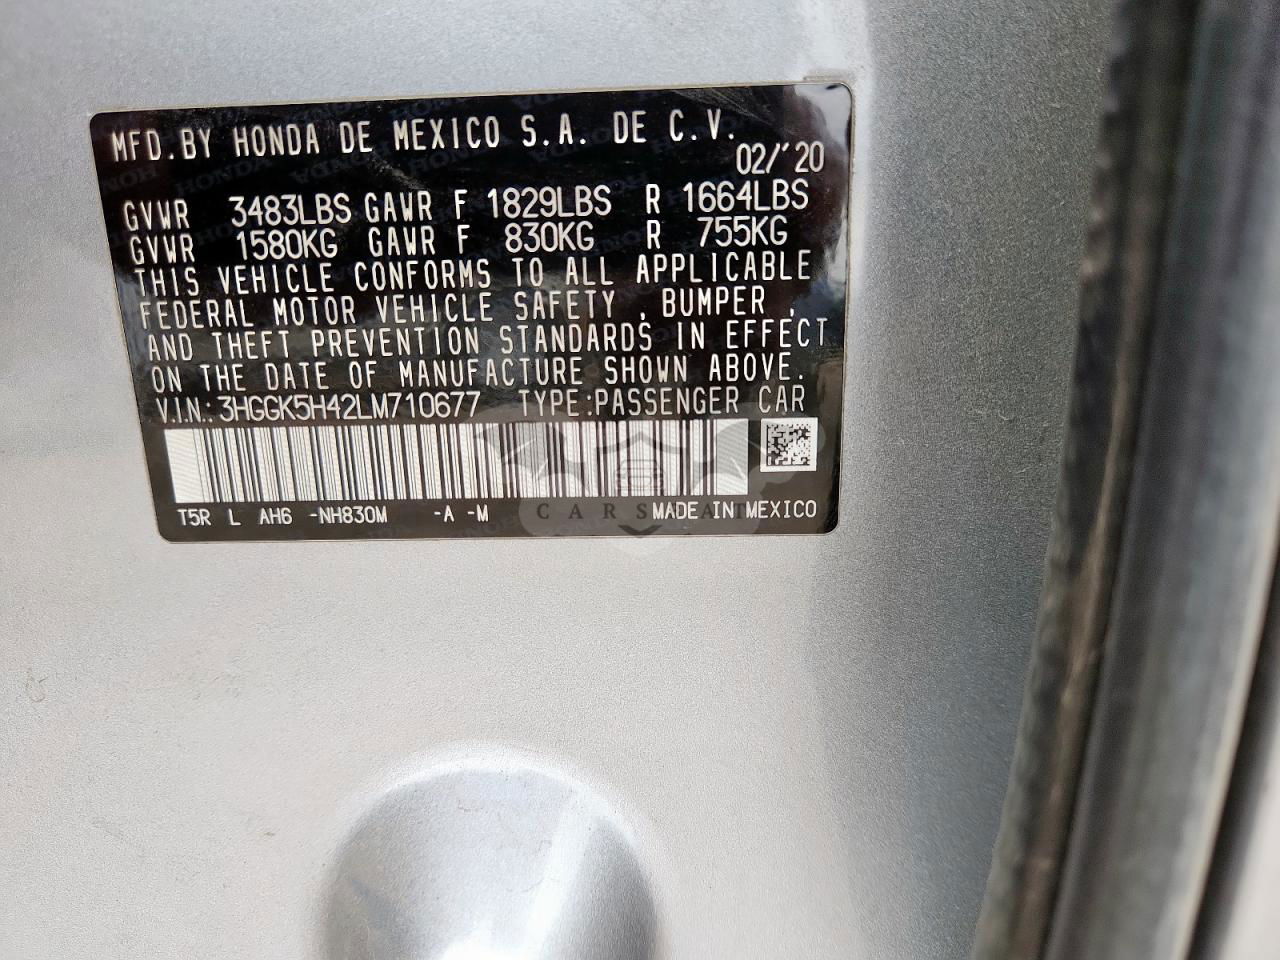 MFD.BY HONDA DE MEXICO S.A. DE C.V.
02/'20
GVWR 3483LBS GAWR F 1829LBS R 1664LBS
GVWR 1580KG GAWR F 830KG R 755KG
THIS VEHICLE CONFORMS TO ALL APPLICABLE
FEDERAL MOTOR VEHICLE SAFETY , BUMPER ,
AND THEFT PREVENTION STANDARDS IN EFFECT
ON THE DATE OF MANUFACTURE SHOWN ABOVE.
V.I.N.: 3HGGK5H42LM710677 TYPE:PASSENGER CAR
T5R L AH6 -NH830M -A -M MADE IN MEXICO